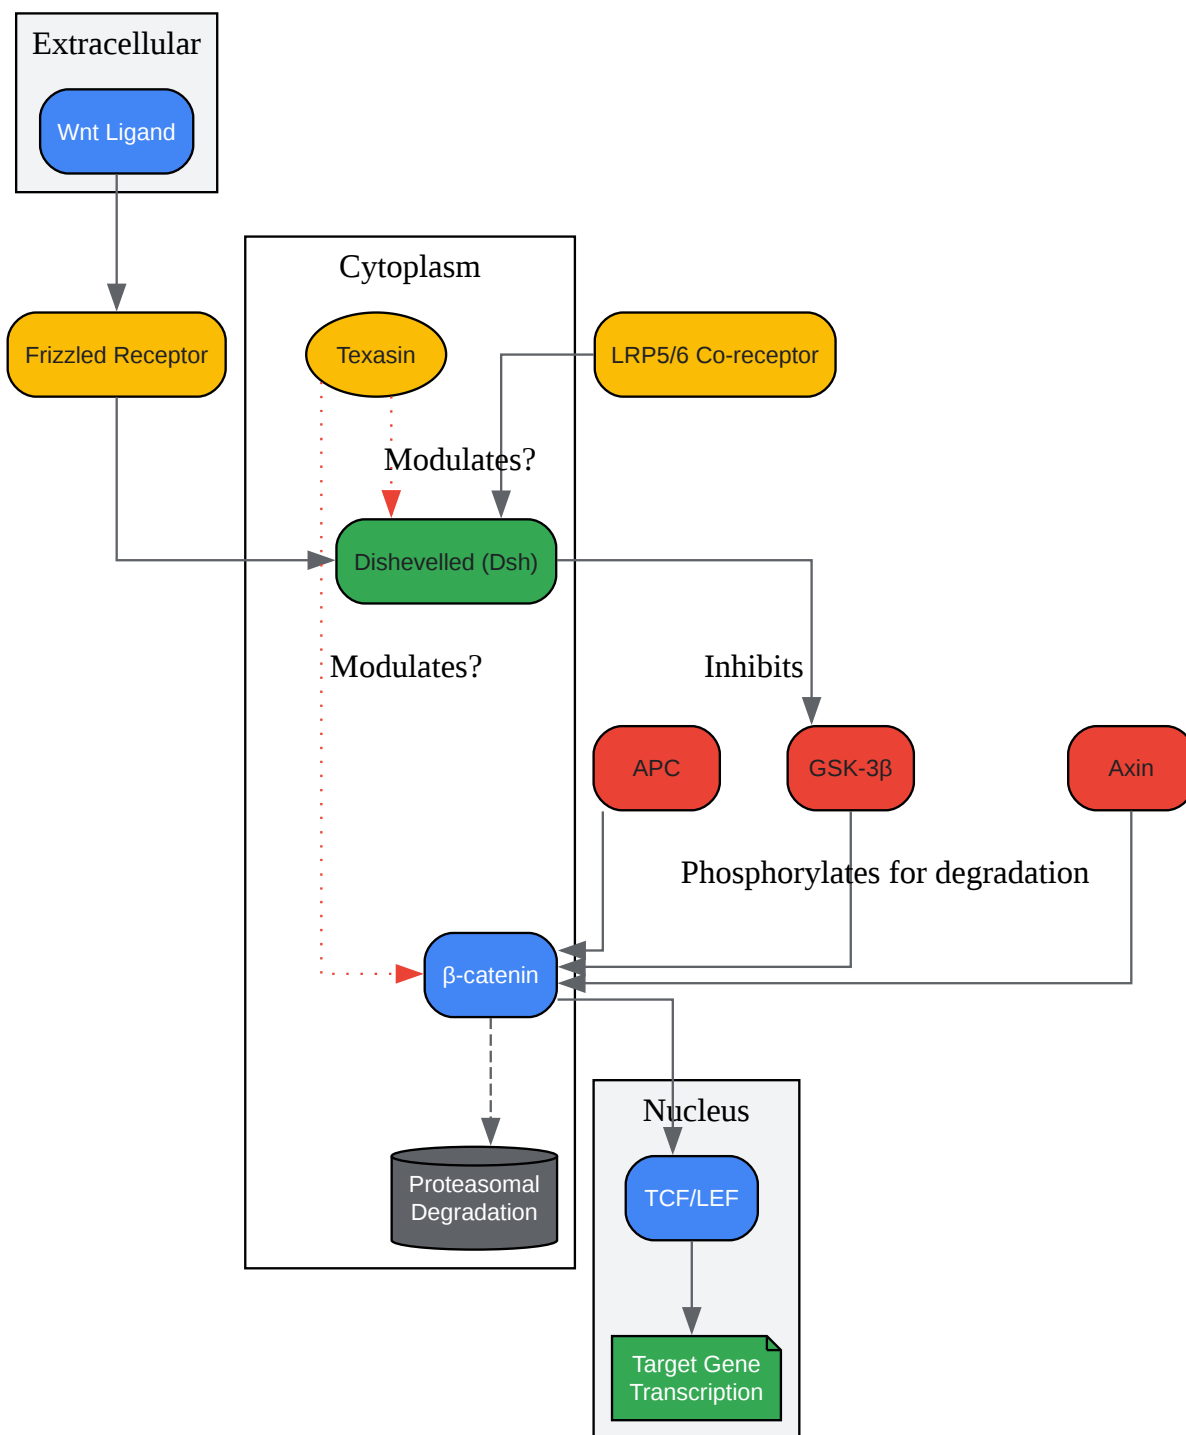 Extracellular
Wnt Ligand
Cytoplasm
Frizzled Receptor
Texasin
LRP5/6 Co-receptor
Modulates?
Dishevelled (Dsh)
Modulates?
Inhibits
APC
GSK-3β
Axin
Phosphorylates for degradation
β-catenin
Nucleus
Proteasomal
Degradation
TCF/LEF
Target Gene
Transcription